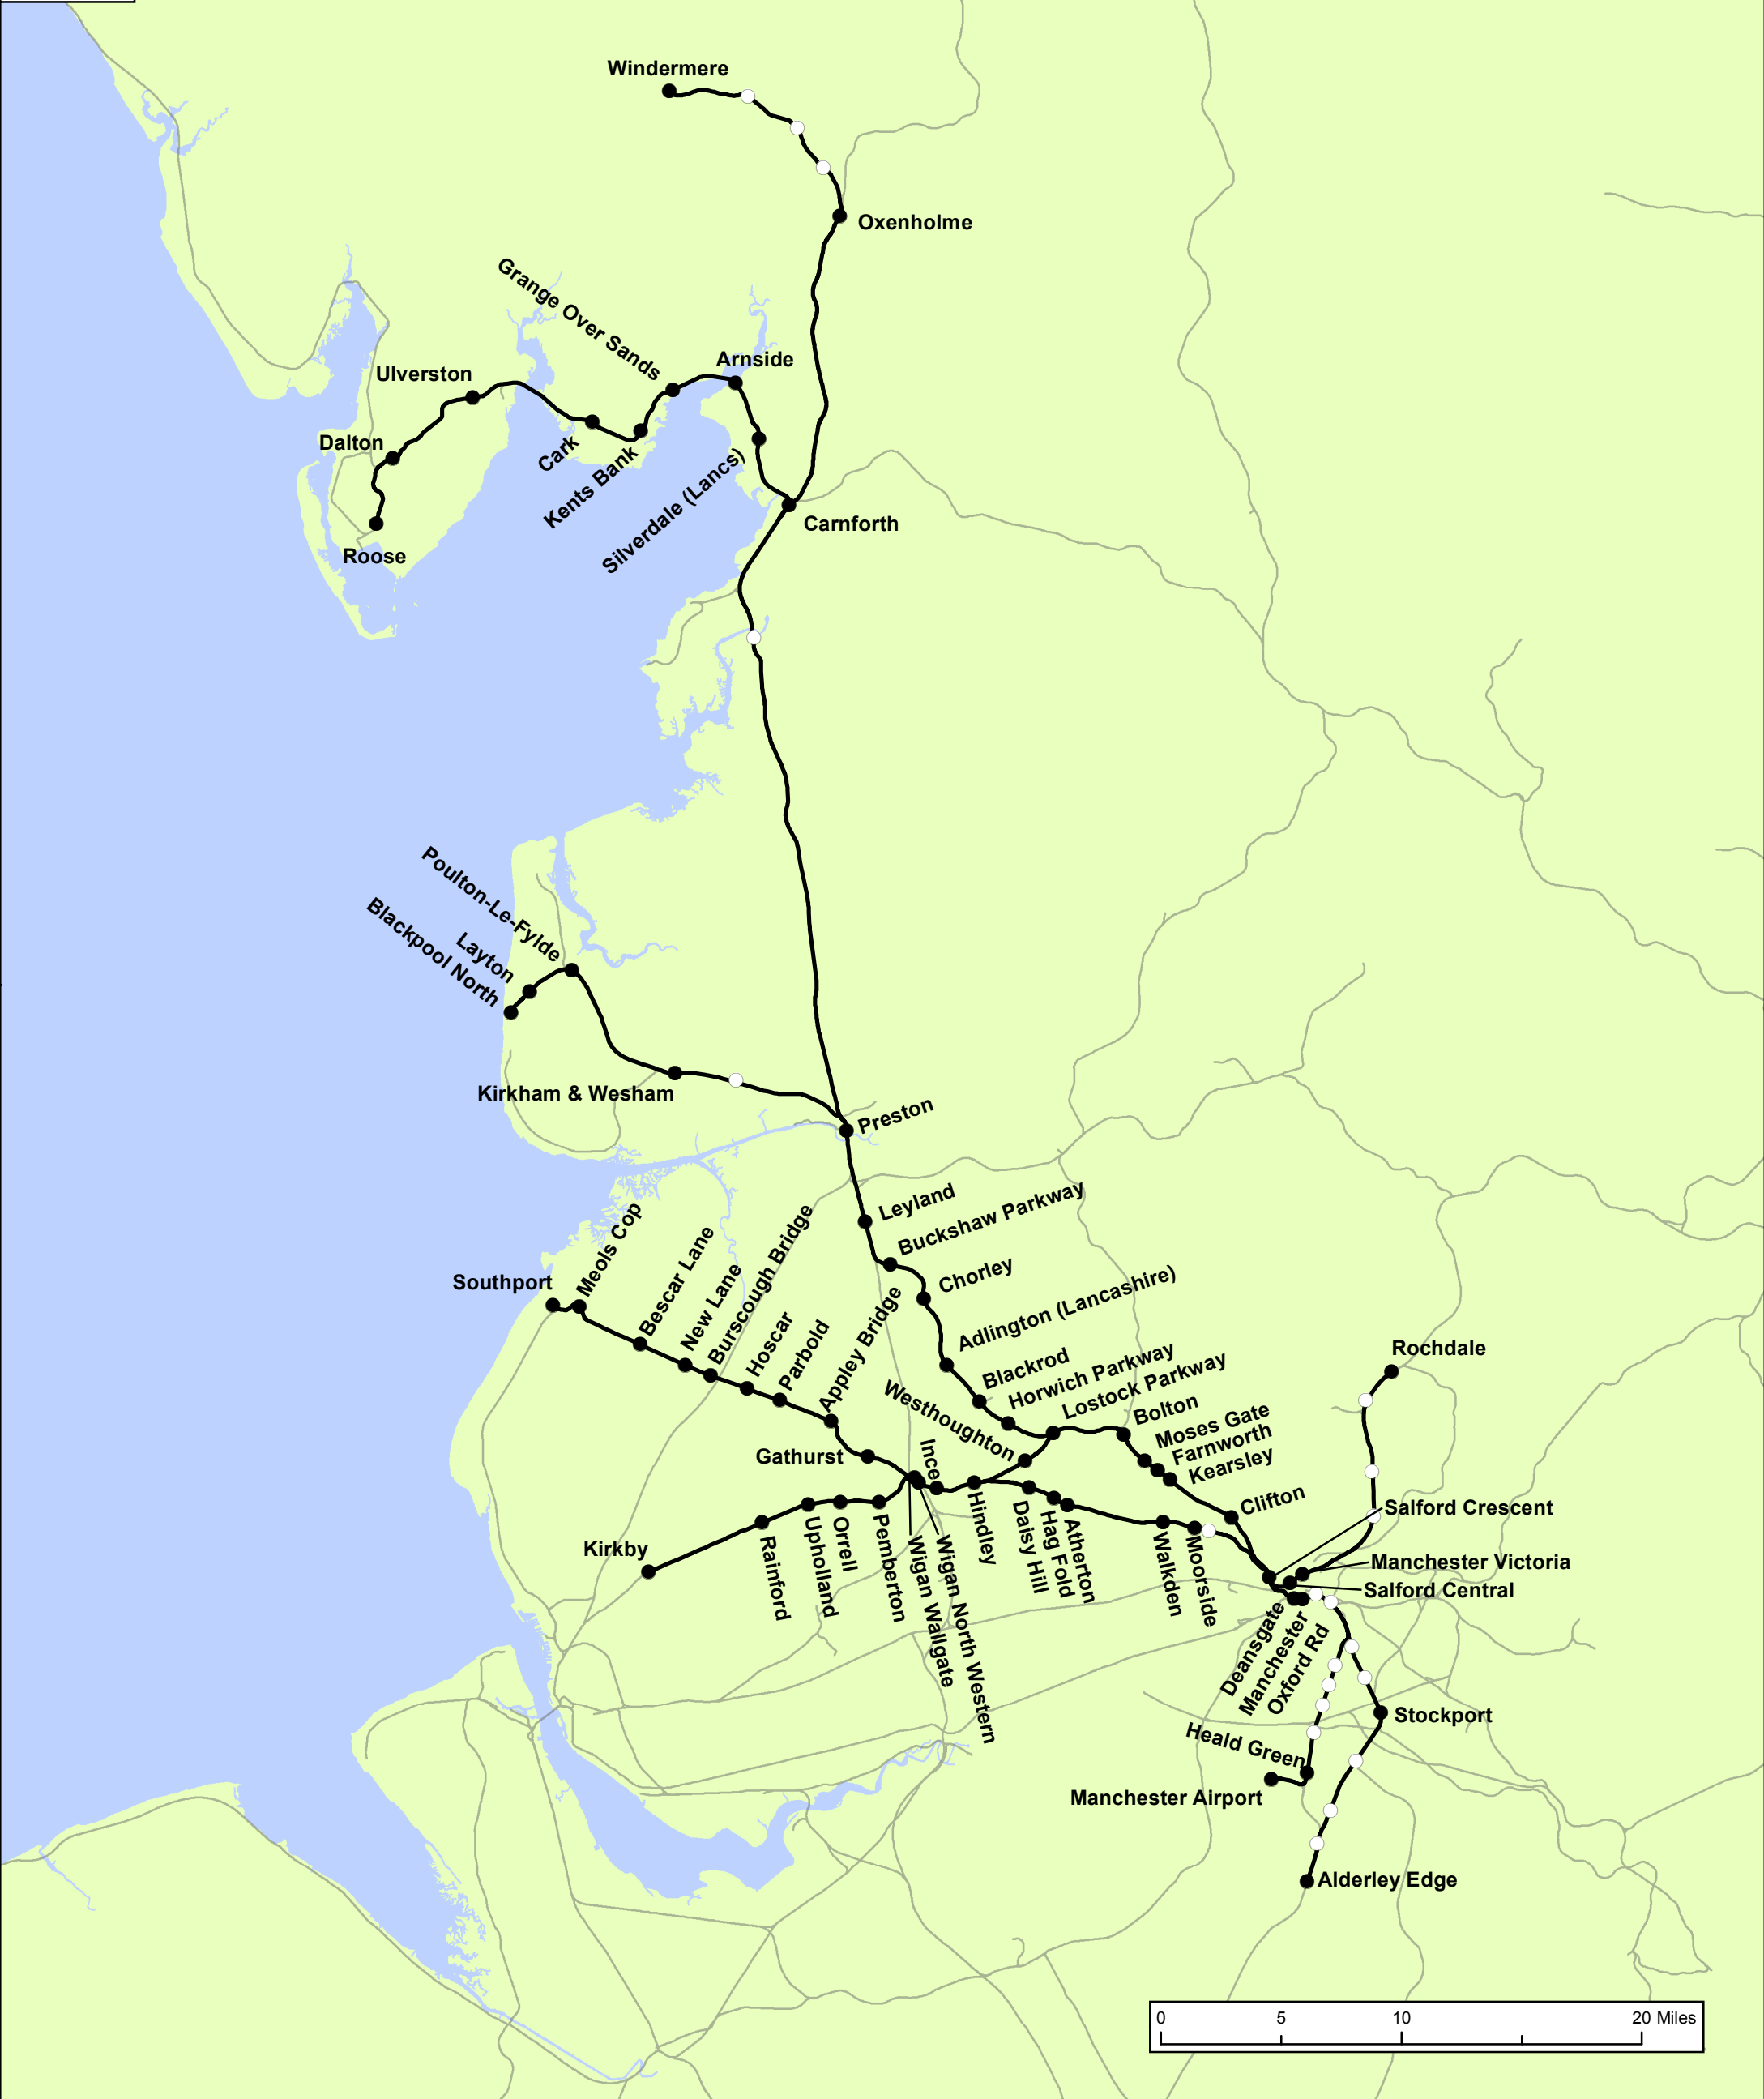 Windermere
Oxenholme
Grange Over Sands
Arnside
Ulverston
Dalton
Cark
Kents Bank
Silverdale (Lancs)
Carnforth
Roose
Poulton-Le-Fylde
Layton
Blackpool North
Kirkham & Wesham
Preston
Leyland
Buckshaw Parkway
Chorley
Adlington (Lancashire)
Blackrod
Horwich Parkway
Lostock Parkway
Westhoughton
Bolton
Moses Gate
Farnworth
Kearsley
Clifton
Southport
Meols Cop
Bescar Lane
New Lane
Burscough Bridge
Hoscar
Parbold
Appley Bridge
Gathurst
Ince
Rochdale
Salford Crescent
Manchester Victoria
Salford Central
Kirkby
Rainford
Upholland
Orrell
Pemberton
Wigan Wallgate
Wigan North Western
Hindley
Daisy Hill
Hag Fold
Atherton
Walkden
Moorside
Deansgate
Manchester
Oxford Rd
Stockport
Heald Green
Manchester Airport
Alderley Edge
0 5 10 20 Miles